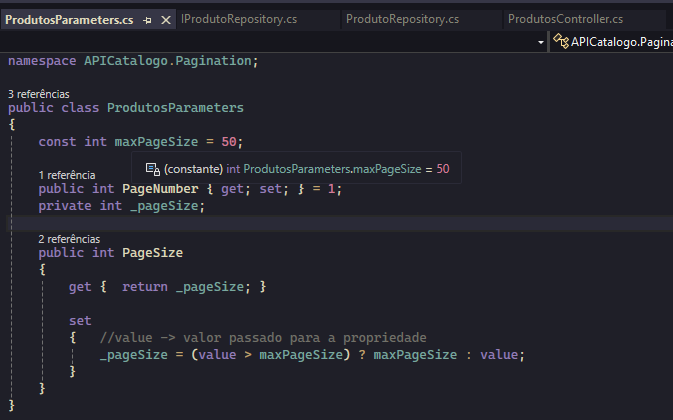 ProdutosParameters.cs IProdutoRepository.cs ProdutoRepository.cs ProdutosController.cs
APICatalogo.Pagina
namespace APICatalogo.Pagination;
3 referências
public class ProdutosParameters
{
const int maxPageSize = 50;
(constante) int ProdutosParameters.maxPageSize = 50
1 referência
public int PageNumber { get; set; } = 1;
private int _pageSize;
2 referências
public int PageSize
{
get { return _pageSize; }
set
{ //value -> valor passado para a propriedade
_pageSize = (value > maxPageSize) ? maxPageSize : value;
}
}
}